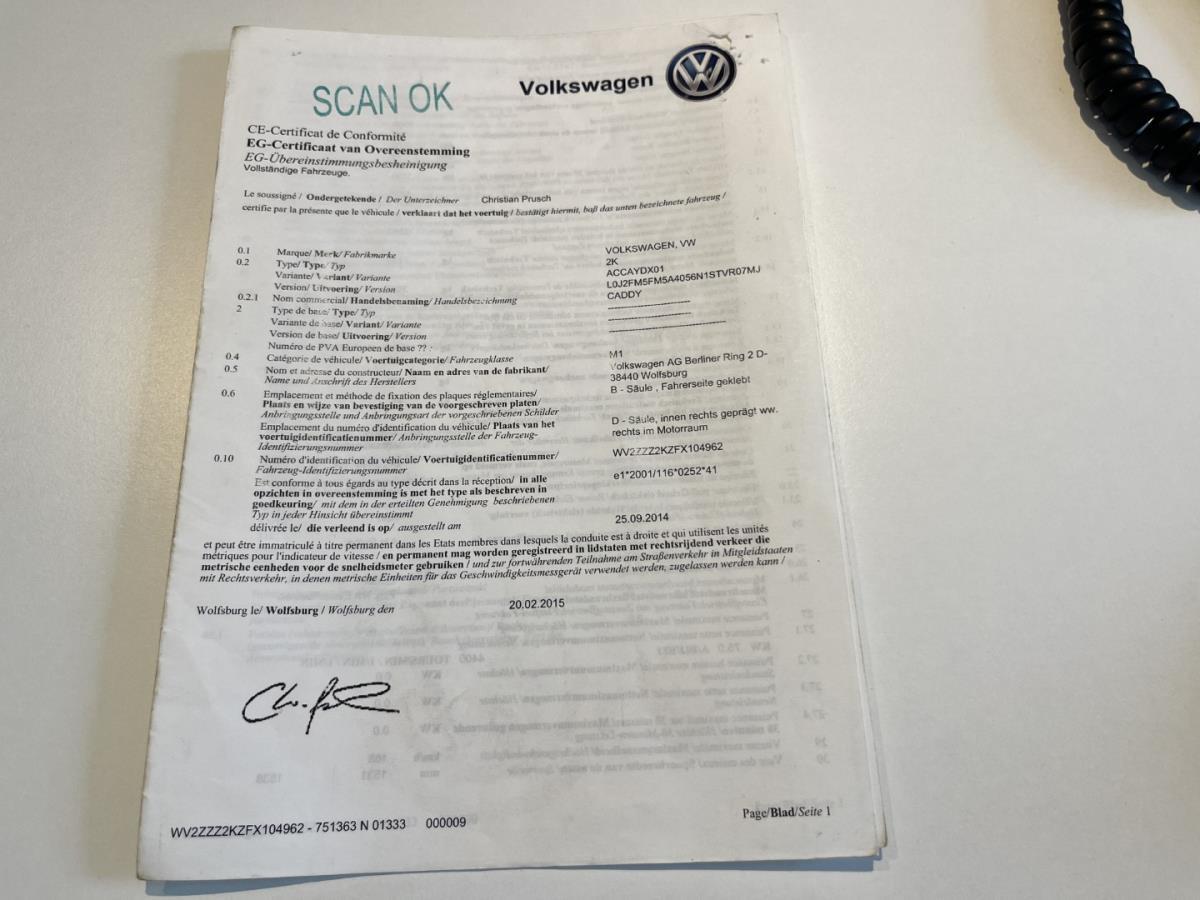 SCAN OK
Volkswagen
CE-Certificat de Conformité
EG-Certificaat van Overeenstemming
EG-Übereinstimmungsbesheinigung
Vollständige Fahrzeuge.
Le soussigné / Ondergetekende / Der Unterzeichner Christian Prusch
certifie par la présente que le véhicule / verklaart dat het voertuig / bestätigt hiermit, baß das unten bezeichnete fahrzeug /
0.1 Marque/ Merk/ Fabrikmarke VOLKSWAGEN, VW
0.2 Type/ Type/ Typ 2K
Variante/ Variant/ Variante ACCAYDX01
Version/ Uitvoering/ Version L0J2FM5FM5A4056N1STVR07MJ
0.2.1 Nom commercial/ Handelsbenaming/ Handelsbezeichnung CADDY
2 Type de base/ Type/ Typ
Variante de base/ Variant/ Variante
Version de base/ Uitvoering/ Version
Numéro de PVA Europeen de base ?? :
0.4 Catégorie de véhicule/ Voertuigcategorie/ Fahrzeugklasse M1
0.5 Nom et adresse du constructeur/ Naam en adres van de fabrikant/ Volkswagen AG Berliner Ring 2 D-
Name und Anschrift des Herstellers 38440 Wolfsburg
0.6 Emplacement et méthode de fixation des plaques réglementaires/ B - Säule , Fahrerseite geklebt
Plaats en wijze van bevestiging van de voorgeschreven platen/
Anbringungsstelle und Anbringungsart der vorgeschriebenen Schilder
Emplacement du numéro d'identification du véhicule/ Plaats van het D - Säule, innen rechts geprägt ww.
voertuigidentificatienummer/ Anbringungsstelle der Fahrzeug- rechts im Motorraum
Identifizierungsnummer
0.10 Numéro d'identification du véhicule/ Voertuigidentificatienummer/ WV2ZZZ2KZFX104962
Fahrzeug-Identifizierungsnummer
Est conforme à tous égards au type décrit dans la réception/ in alle e1*2001/116*0252*41
opzichten in overeenstemming is met het type als beschreven in
goedkeuring/ mit dem in der erteilten Genehmigung beschriebenen
Typ in jeder Hinsicht übereinstimmt
délivrée le/ die verleend is op/ ausgestellt am 25.09.2014
et peut être immatriculé à titre permanent dans les Etats membres dans lesquels la conduite est à droite et qui utilisent les unités
métriques pour l'indicateur de vitesse / en permanent mag worden geregistreerd in lidstaten met rechtsrijdend verkeer die
metrische eenheden voor de snelheidsmeter gebruiken / und zur fortwährenden Teilnahme am Straßenverkehr in Mitgleidstaaten
mit Rechtsverkehr, in denen metrische Einheiten für das Geschwindigkeitsmessgerät verwendet werden, zugelassen werden kann /
Wolfsburg le/ Wolfsburg / Wolfsburg den 20.02.2015
WV2ZZZ2KZFX104962 - 751363 N 01333 000009
Page/Blad/Seite 1